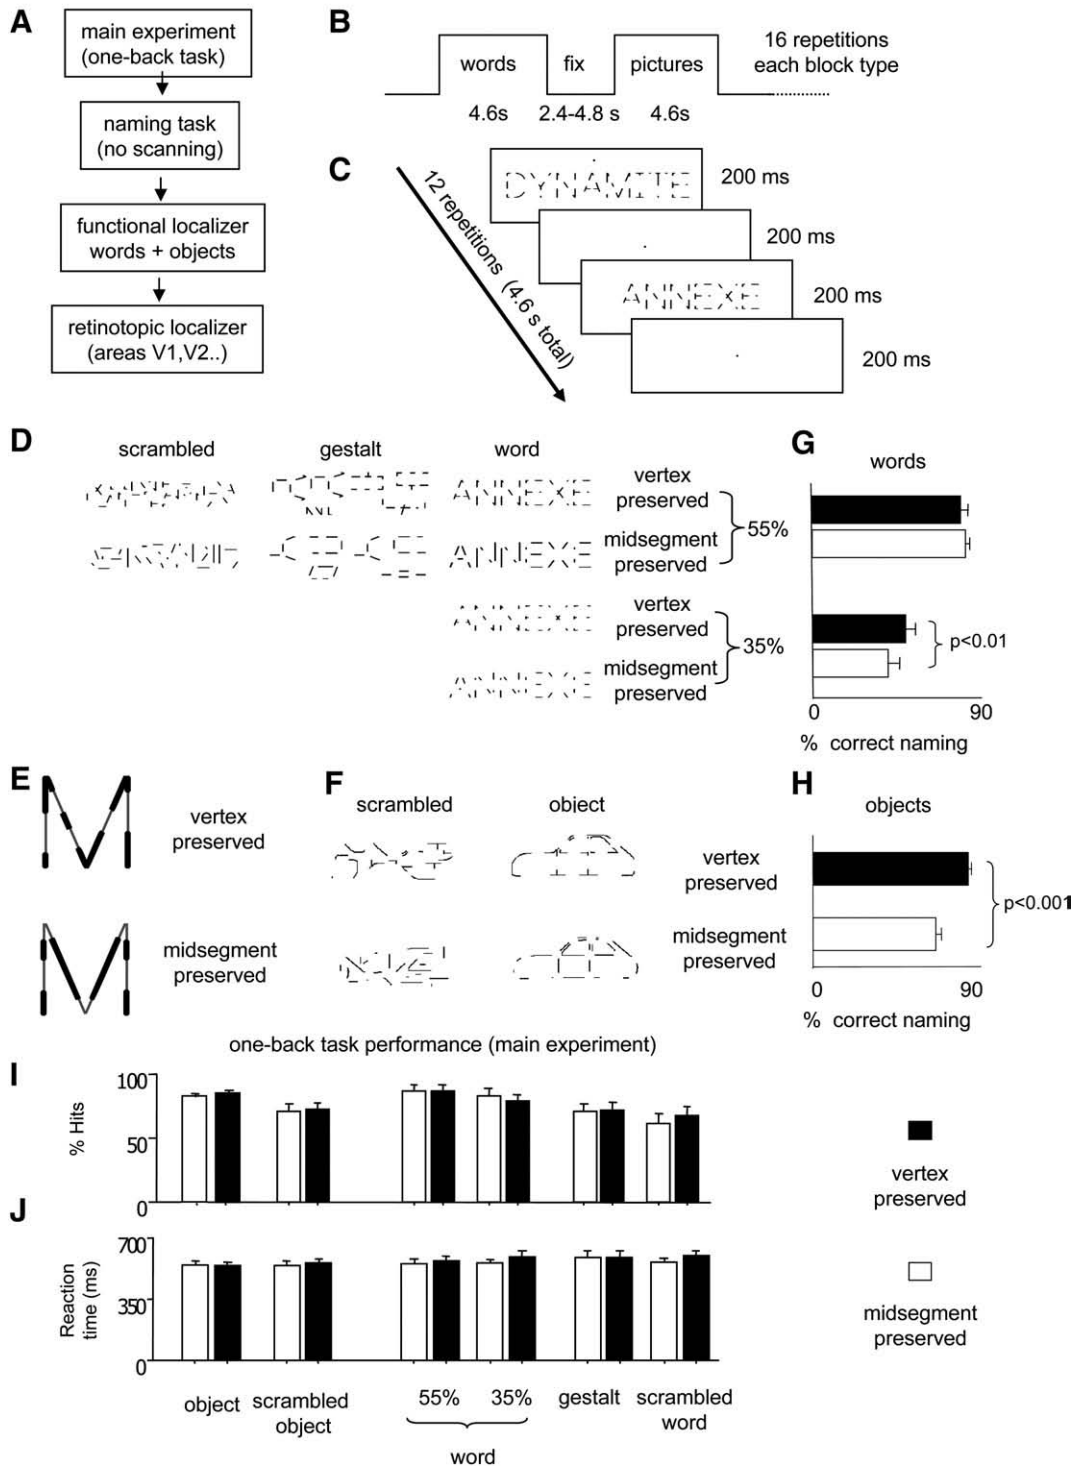 A
main experiment
(one-back task)
naming task
(no scanning)
functional localizer
words + objects
retinotopic localizer
(areas V1,V2..)
B
words
fix
pictures
16 repetitions
each block type
4.6s
2.4-4.8 s
4.6s
C
12 repetitions (4.6 s total)
DYNAMITE
200 ms
200 ms
ANNEXE
200 ms
200 ms
D
scrambled
gestalt
word
ANNEXE
vertex
preserved
ANNEXE
midsegment
preserved
55%
ANNEXE
vertex
preserved
ANNEXE
midsegment
preserved
35%
G
words
p<0.01
0
90
% correct naming
E
M
vertex
preserved
M
midsegment
preserved
F
scrambled
object
vertex
preserved
midsegment
preserved
H
objects
p<0.001
0
90
% correct naming
one-back task performance (main experiment)
I
% Hits
100
50
0
J
Reaction
time (ms)
700
350
0
object
scrambled
object
55%
35%
word
gestalt
scrambled
word
vertex
preserved
midsegment
preserved